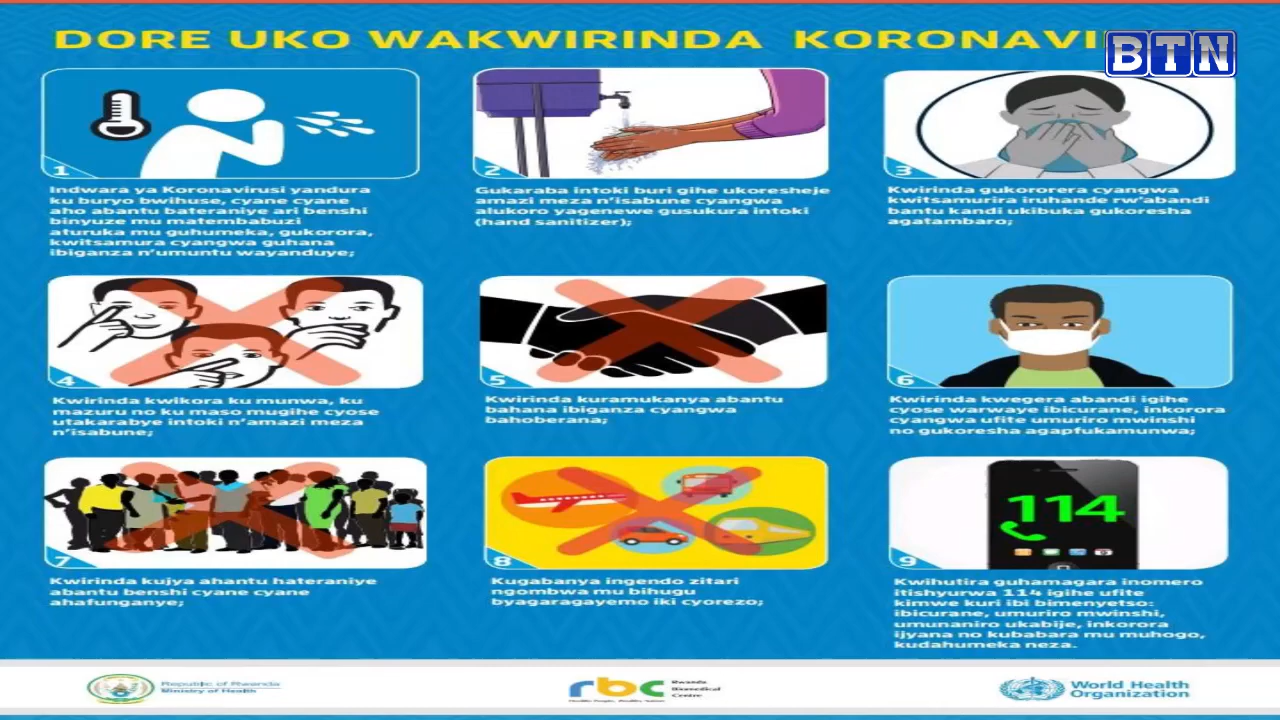 DORE UKO WAKWIRINDA KORONAVI
BTN
1
Indwara ya Koronavirusi yandura
ku buryo bwihuse, cyane cyane
aho abantu bateraniye ari benshi
binyuze mu matembabuzi
aturuka mu guhumeka, gukorora,
kwitsamura cyangwa guhana
ibiganza n'umuntu wayanduye;
2
Gukaraba intoki buri gihe ukoresheje
amazi meza n'isabune cyangwa
alukoro yagenewe gusukura intoki
(hand sanitizer);
3
Kwirinda gukororera cyangwa
kwitsamurira iruhande rw'abandi
bantu kandi ukibuka gukoresha
agatambaro;
4
Kwirinda kwikora ku munwa, ku
mazuru no ku maso mugihe cyose
utakarabye intoki n'amazi meza
n'isabune;
5
Kwirinda kuramukanya abantu
bahana ibiganza cyangwa
bahoberana;
6
Kwirinda kwegera abandi igihe
cyose warwaye ibicurane, inkorora
cyangwa ufite umuriro mwinshi
no gukoresha agapfukamunwa;
7
Kwirinda kujya ahantu hateraniye
abantu benshi cyane cyane
ahafunganye;
8
Kugabanya ingendo zitari
ngombwa mu bihugu
byagaragayemo iki cyorezo;
114
9
Kwihutira guhamagara inomero
itishyurwa 114 igihe ufite
kimwe kuri ibi bimenyetso:
ibicurane, umuriro mwinshi,
umunaniro ukabije, inkorora
ijyana no kubabara mu muhogo,
kudahumeka neza.
Republic of Rwanda
Ministry of Health
rbc
Rwanda
Biomedical
Centre
World Health
Organization